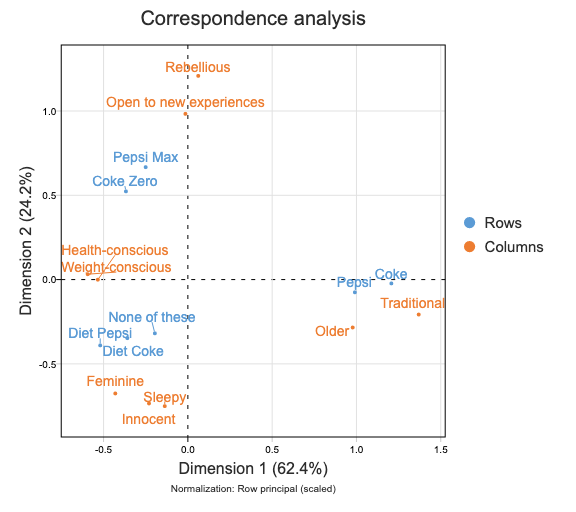 Correspondence analysis
Rebellious
Open to new experiences
1.0
Pepsi Max
Coke Zero
0.5
Health-conscious
Weight-conscious
0.0
Coke
Pepsi
Traditional
None of these
Older
Diet Pepsi
Diet Coke
-0.5
Feminine
Sleepy
Innocent
-0.5 0.0 0.5 1.0 1.5
Dimension 1 (62.4%)
Dimension 2 (24.2%)
Normalization: Row principal (scaled)
Rows
Columns